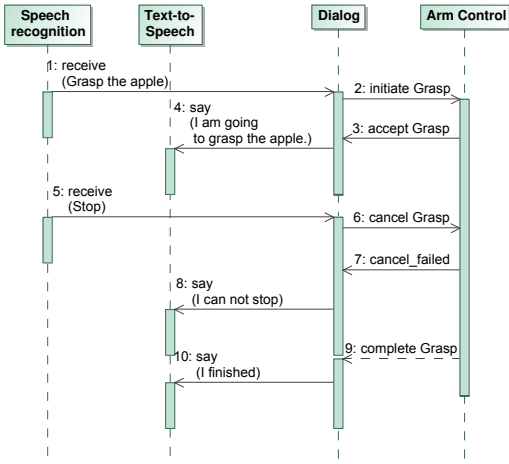 Speech
recognition
Text-to-
Speech
Dialog
Arm Control
1: receive
(Grasp the apple)
2: initiate Grasp
4: say
(I am going
to grasp the apple.)
3: accept Grasp
5: receive
(Stop)
6: cancel Grasp
7: cancel_failed
8: say
(I can not stop)
9: complete Grasp
10: say
(I finished)